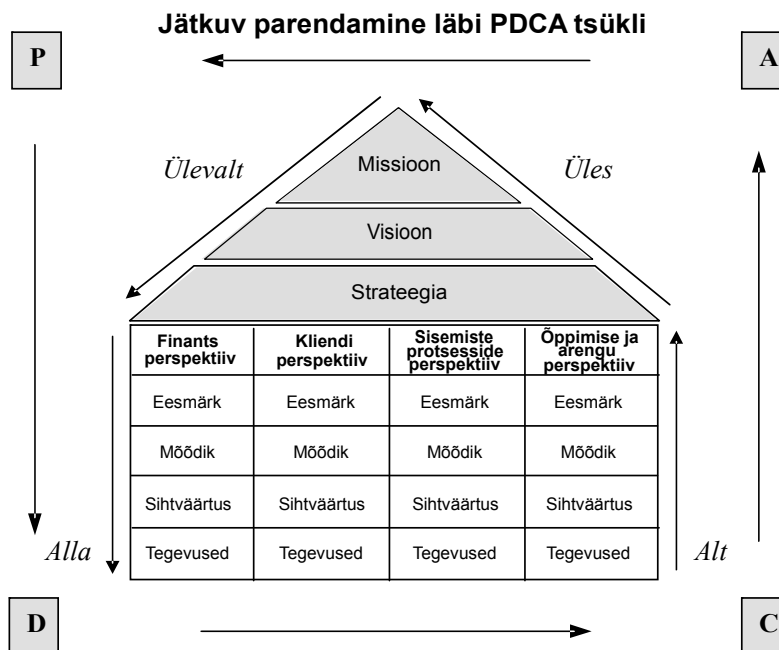 Jätkuv parendamine läbi PDCA tsükli
P
A
Ülevalt
Missioon
Üles
Visioon
Strateegia
Finants
perspektiiv
Kliendi
perspektiiv
Sisemiste
protsesside
perspektiiv
Õppimise ja
arengu
perspektiiv
Eesmärk Eesmärk Eesmärk Eesmärk
Mõõdik Mõõdik Mõõdik Mõõdik
Sihtväärtus Sihtväärtus Sihtväärtus Sihtväärtus
Alla
Tegevused Tegevused Tegevused Tegevused
Alt
D
C